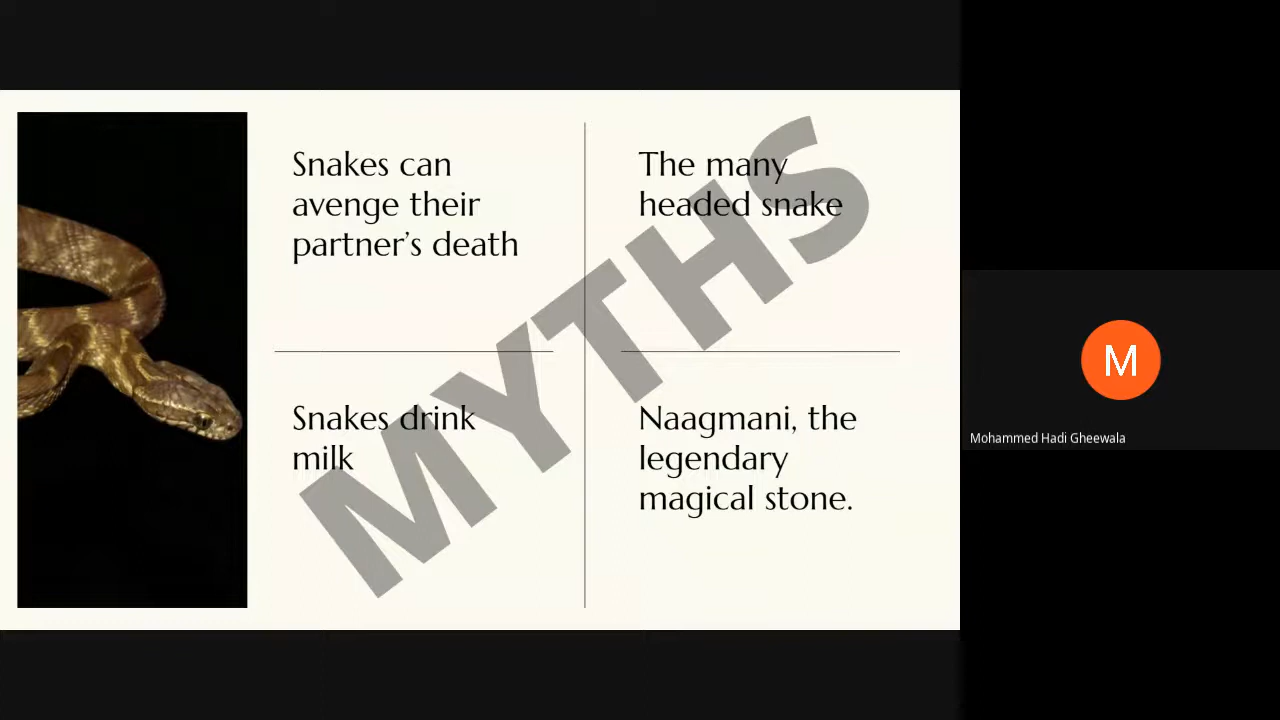 Snakes can
avenge their
partner’s death
The many
headed snake
Snakes drink
milk
Naagmani, the
legendary
magical stone.
MYTHS
M
Mohammed Hadi Gheewala